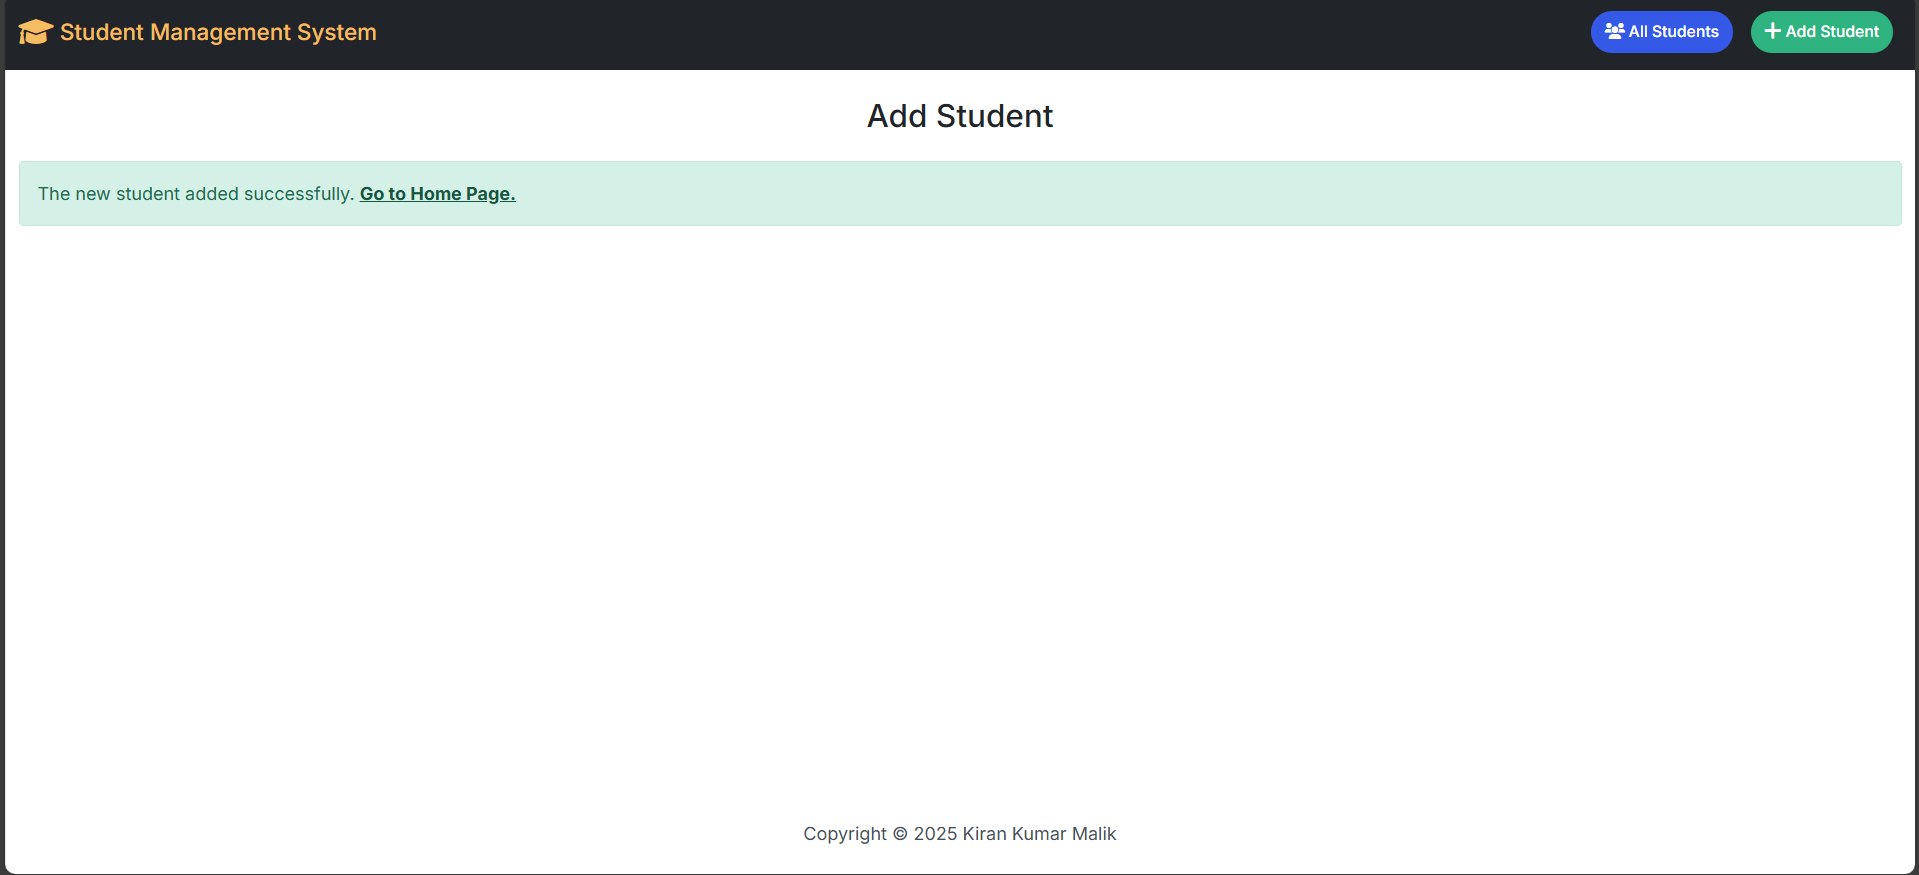 Student Management System
All Students
Add Student
Add Student
The new student added successfully. Go to Home Page.
Copyright © 2025 Kiran Kumar Malik